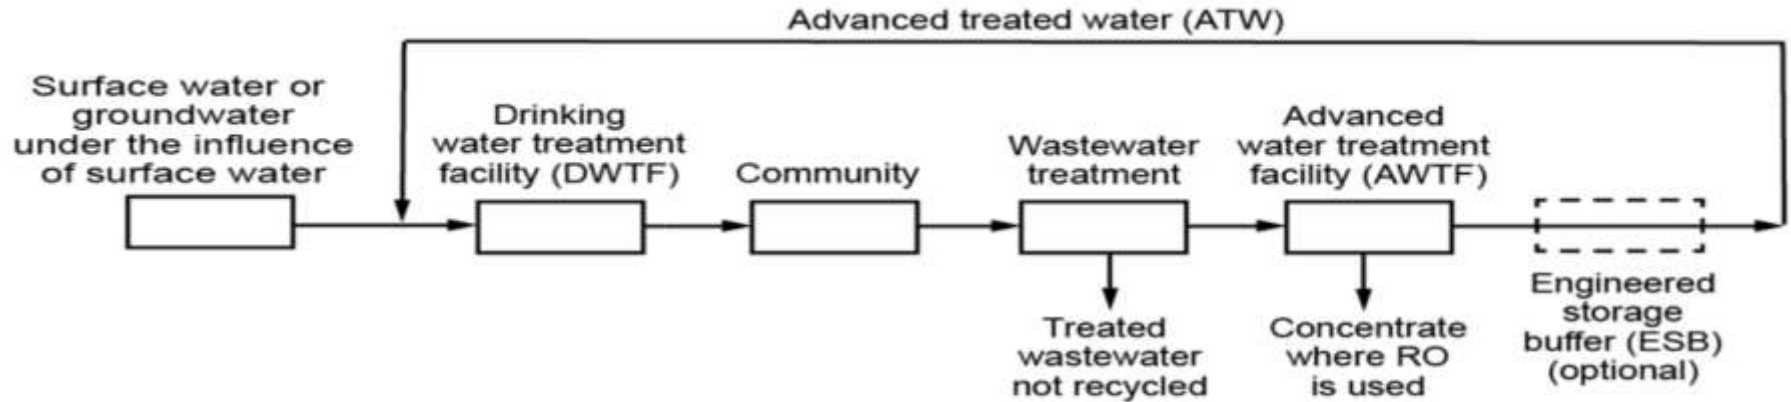 Advanced treated water (ATW)
Surface water or
groundwater
under the influence
of surface water
Drinking
water treatment
facility (DWTF)
Community
Wastewater
treatment
Advanced
water treatment
facility (AWTF)
Treated
wastewater
not recycled
Concentrate
where RO
is used
Engineered
storage
buffer (ESB)
(optional)